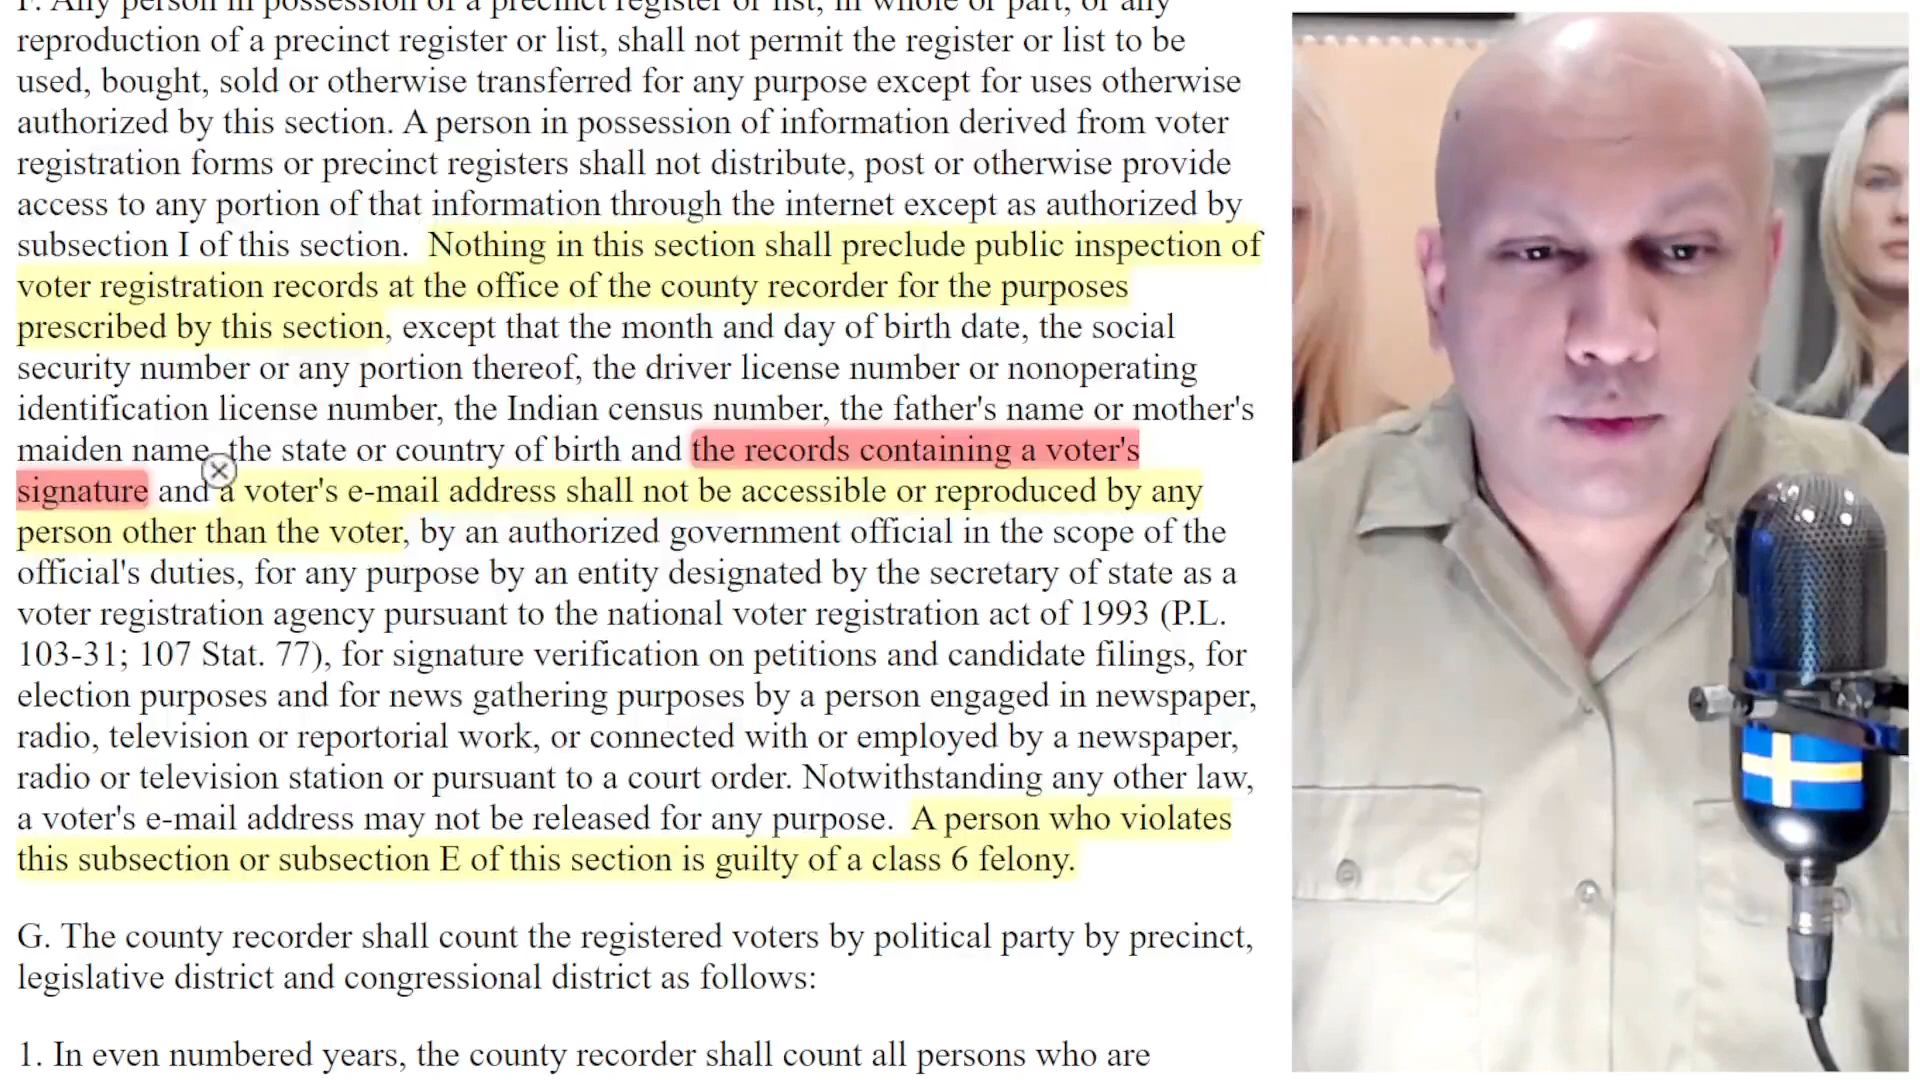 F. Any person in possession of a precinct register or list, in whole or part, or any
reproduction of a precinct register or list, shall not permit the register or list to be
used, bought, sold or otherwise transferred for any purpose except for uses otherwise
authorized by this section. A person in possession of information derived from voter
registration forms or precinct registers shall not distribute, post or otherwise provide
access to any portion of that information through the internet except as authorized by
subsection I of this section. Nothing in this section shall preclude public inspection of
voter registration records at the office of the county recorder for the purposes
prescribed by this section, except that the month and day of birth date, the social
security number or any portion thereof, the driver license number or nonoperating
identification license number, the Indian census number, the father's name or mother's
maiden name, the state or country of birth and the records containing a voter's
signature and a voter's e-mail address shall not be accessible or reproduced by any
person other than the voter, by an authorized government official in the scope of the
official's duties, for any purpose by an entity designated by the secretary of state as a
voter registration agency pursuant to the national voter registration act of 1993 (P.L.
103-31; 107 Stat. 77), for signature verification on petitions and candidate filings, for
election purposes and for news gathering purposes by a person engaged in newspaper,
radio, television or reportorial work, or connected with or employed by a newspaper,
radio or television station or pursuant to a court order. Notwithstanding any other law,
a voter's e-mail address may not be released for any purpose. A person who violates
this subsection or subsection E of this section is guilty of a class 6 felony.
G. The county recorder shall count the registered voters by political party by precinct,
legislative district and congressional district as follows:
1. In even numbered years, the county recorder shall count all persons who are